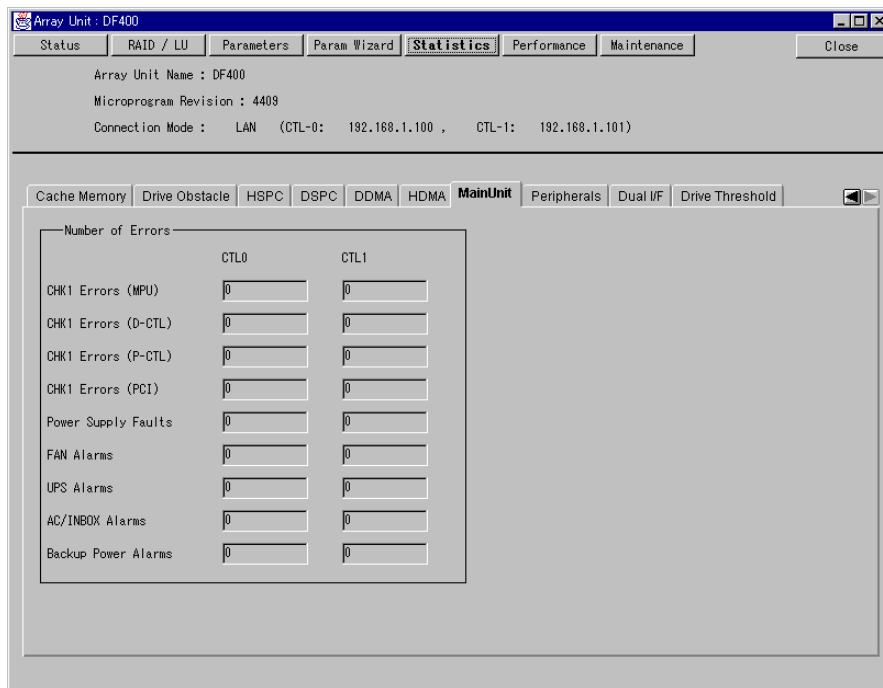 Array Unit : DF400
Status RAID / LU Parameters Param Wizard Statistics Performance Maintenance Close
Array Unit Name : DF400
Microprogram Revision : 4409
Connection Mode : LAN (CTL-0: 192.168.1.100 , CTL-1: 192.168.1.101)
Cache Memory Drive Obstacle HSPC DSPC DDMA HDMA MainUnit Peripherals Dual I/F Drive Threshold
Number of Errors
CTL0 CTL1
CHK1 Errors (MPU) 0 0
CHK1 Errors (D-CTL) 0 0
CHK1 Errors (P-CTL) 0 0
CHK1 Errors (PCI) 0 0
Power Supply Faults 0 0
FAN Alarms 0 0
UPS Alarms 0 0
AC/INBOX Alarms 0 0
Backup Power Alarms 0 0